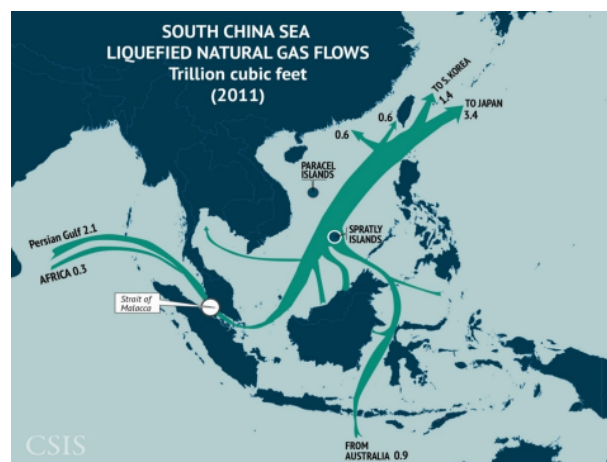 SOUTH CHINA SEA
LIQUEFIED NATURAL GAS FLOWS
Trillion cubic feet
(2011)
TO S. KOREA
1.4
TO JAPAN
3.4
0.6
0.6
PARACEL
ISLANDS
SPRATLY
ISLANDS
Persian Gulf 2.1
AFRICA 0.3
Strait of
Malacca
FROM
AUSTRALIA 0.9
CSIS